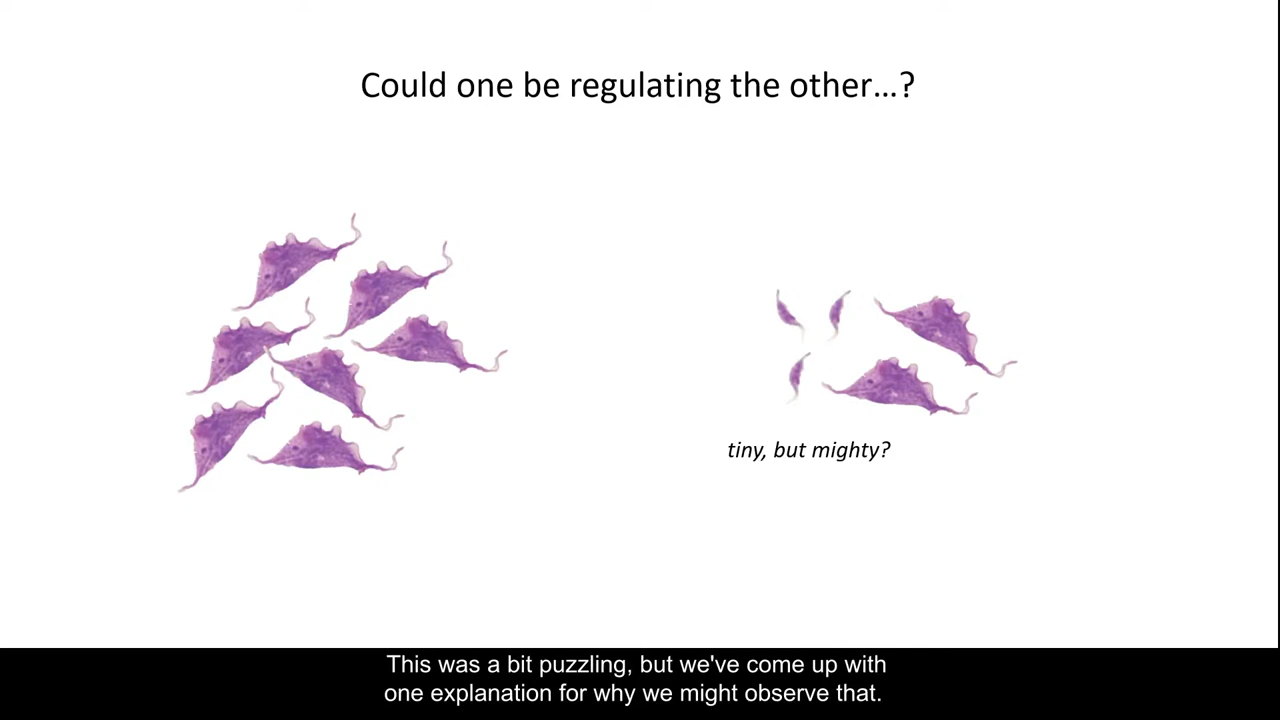 Could one be regulating the other…?
tiny, but mighty?
This was a bit puzzling, but we've come up with
one explanation for why we might observe that.